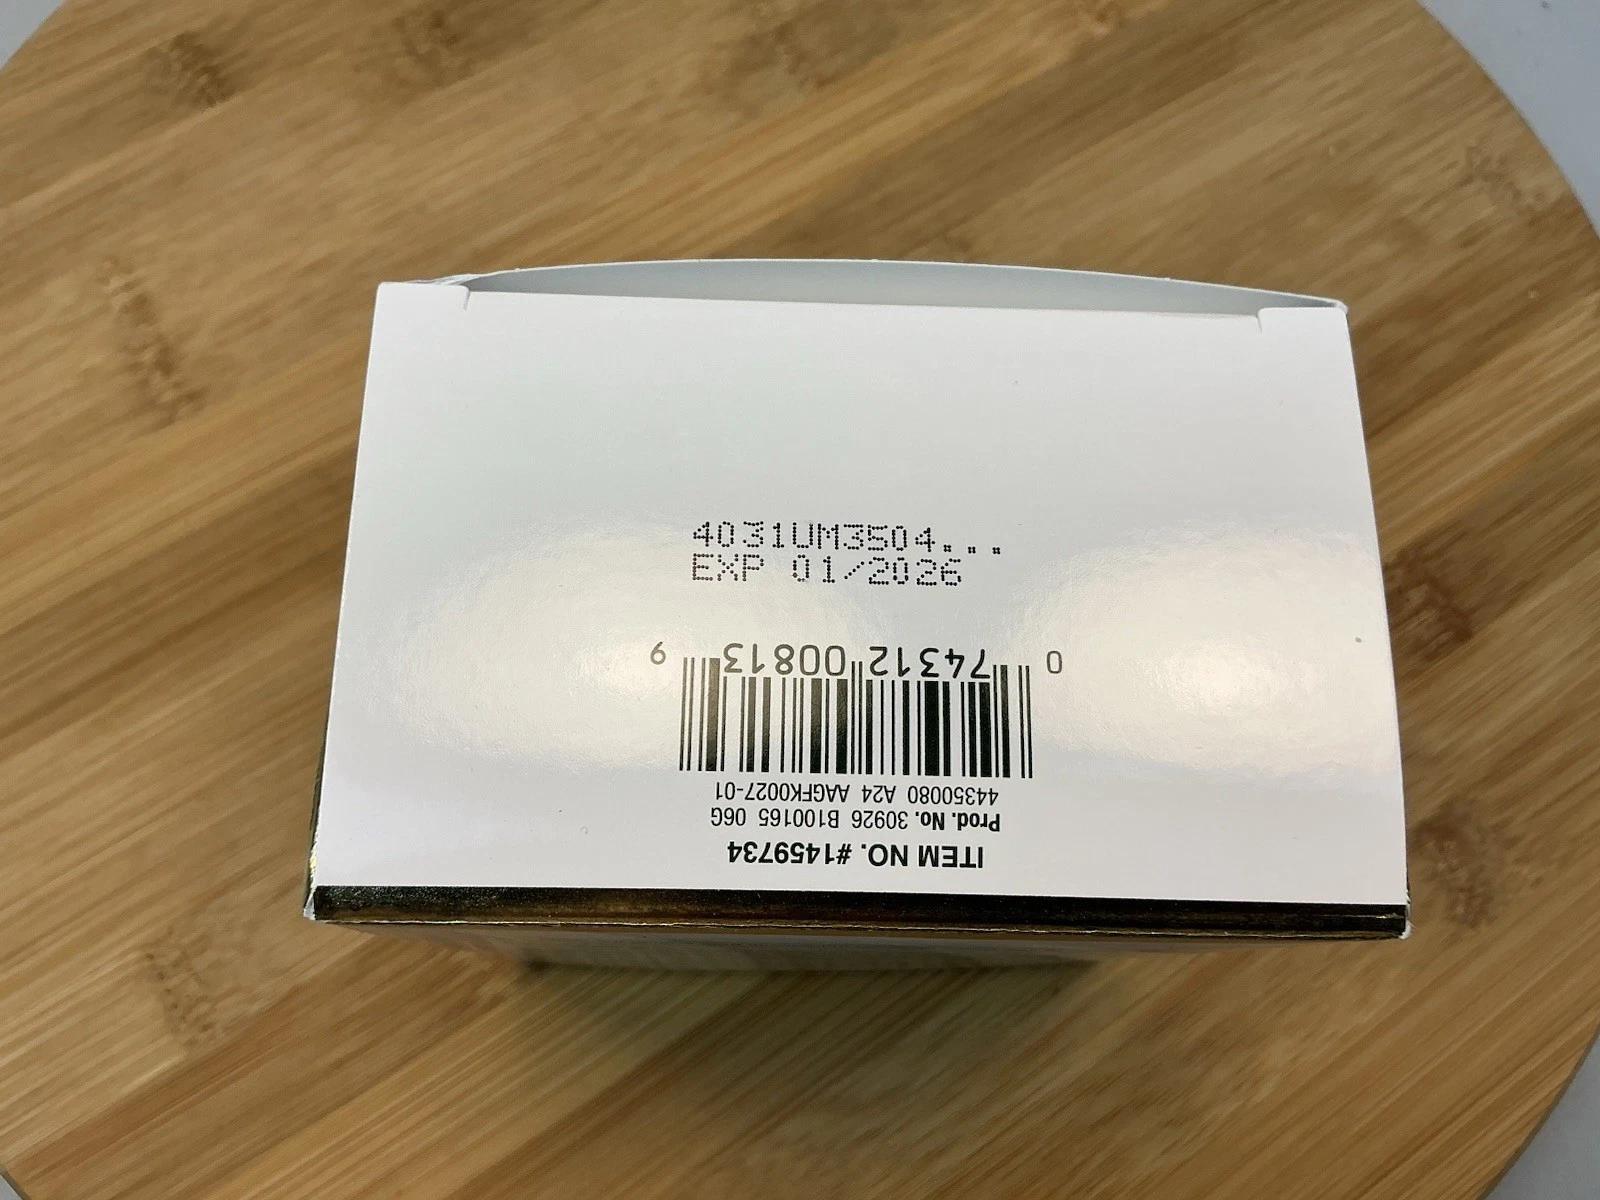 4031UM3504...
EXP 01/2026
ITEM NO. #1459734
Prod. No. 30926 B100165 06G
44350080 A24 AAGFK0027-01
0 74312 00813 9